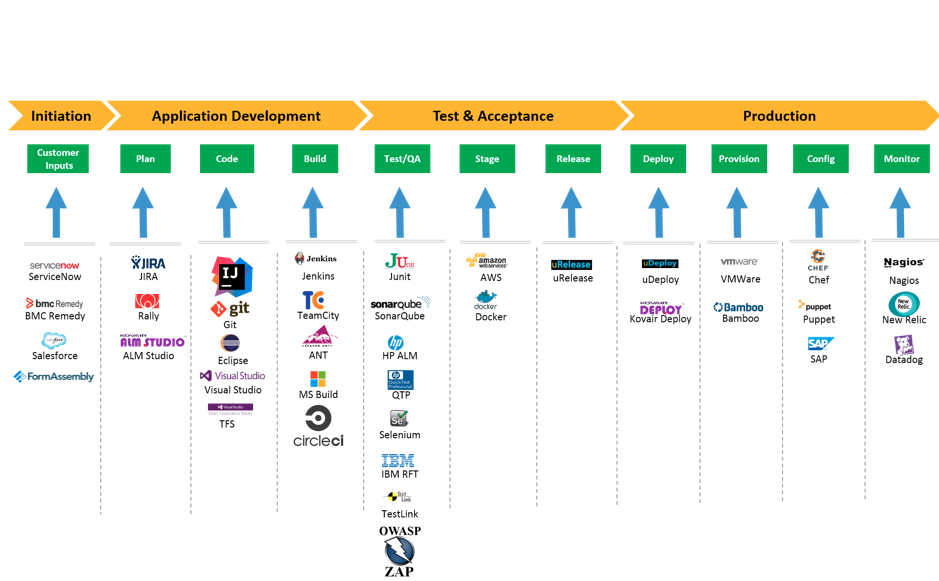 Initiation
Application Development
Test & Acceptance
Production
Customer
Inputs
Plan
Code
Build
Test/QA
Stage
Release
Deploy
Provision
Config
Monitor
servicenow
ServiceNow
bmc Remedy
BMC Remedy
Salesforce
FormAssembly
JIRA
JIRA
Rally
KOVAIR
ALM STUDIO
ALM Studio
IJ
git
Git
Eclipse
Visual Studio
Visual Studio
Visual Studio
TFS
Jenkins
Jenkins
TC
TeamCity
ANT
MS Build
circleci
JUnit
Junit
sonarQube
SonarQube
hp
HP ALM
hp
QuickTest
Professional
QTP
Se
Selenium
IBM
IBM RFT
Test
Link
TestLink
OWASP
ZAP
amazon
webservices
AWS
docker
Docker
uRelease
uRelease
uDeploy
uDeploy
KOVAIR
DEPLOY
Kovair Deploy
vmware
VMWare
Bamboo
Bamboo
CHEF
Chef
puppet
Puppet
SAP
SAP
Nagios
Nagios
New
Relic
New Relic
Datadog